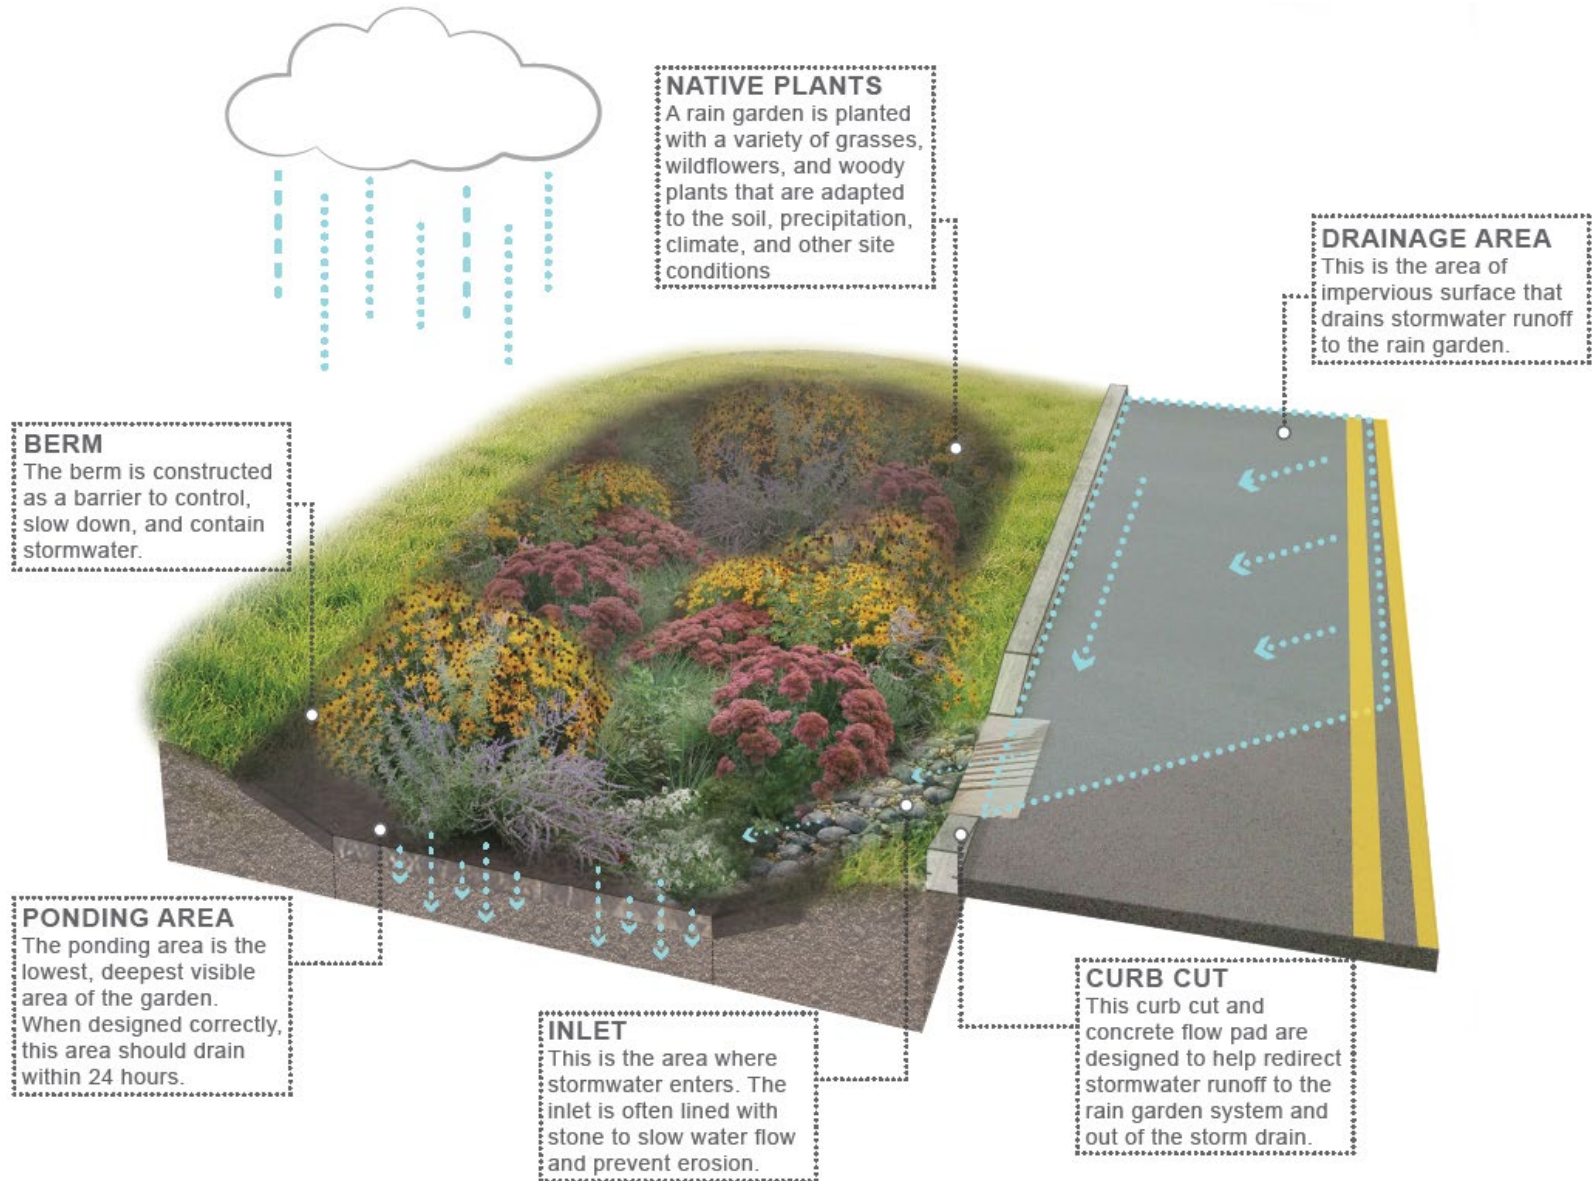 NATIVE PLANTS
A rain garden is planted
with a variety of grasses,
wildflowers, and woody
plants that are adapted
to the soil, precipitation,
climate, and other site
conditions
DRAINAGE AREA
This is the area of
impervious surface that
drains stormwater runoff
to the rain garden.
BERM
The berm is constructed
as a barrier to control,
slow down, and contain
stormwater.
PONDING AREA
The ponding area is the
lowest, deepest visible
area of the garden.
When designed correctly,
this area should drain
within 24 hours.
INLET
This is the area where
stormwater enters. The
inlet is often lined with
stone to slow water flow
and prevent erosion.
CURB CUT
This curb cut and
concrete flow pad are
designed to help redirect
stormwater runoff to the
rain garden system and
out of the storm drain.